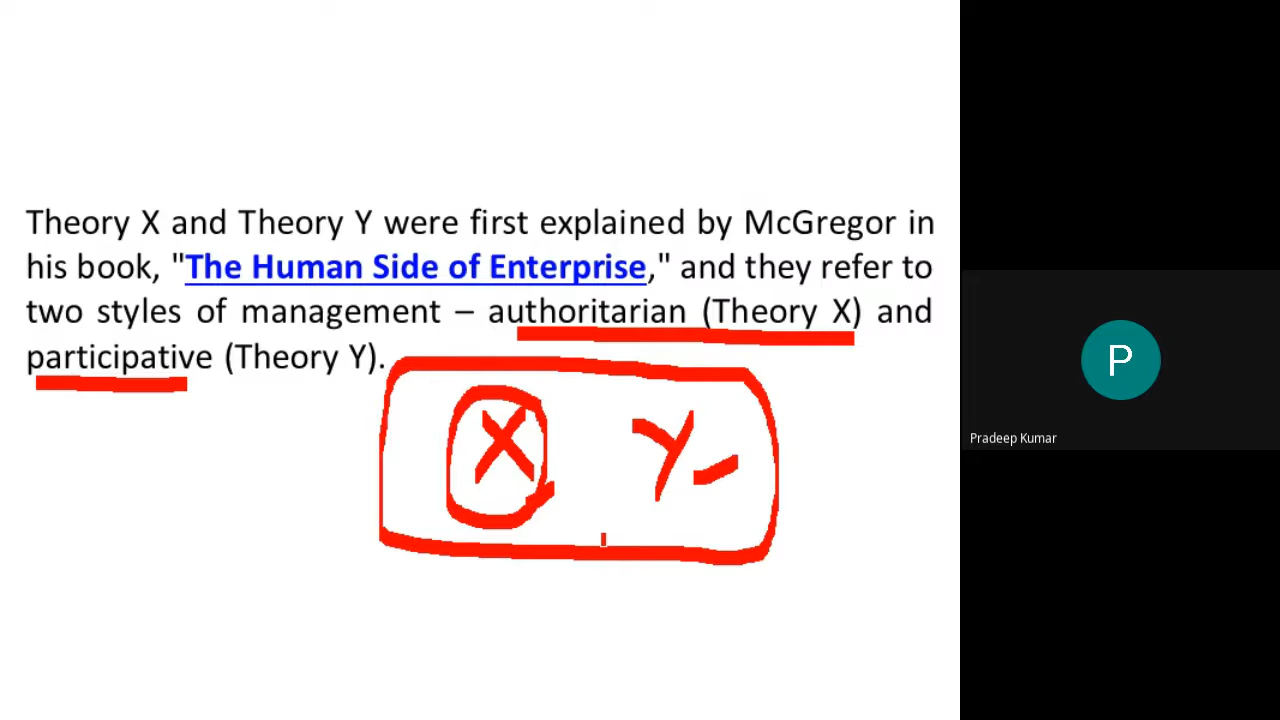 Theory X and Theory Y were first explained by McGregor in
his book, "The Human Side of Enterprise," and they refer to
two styles of management – authoritarian (Theory X) and
participative (Theory Y).
X Y
P
Pradeep Kumar